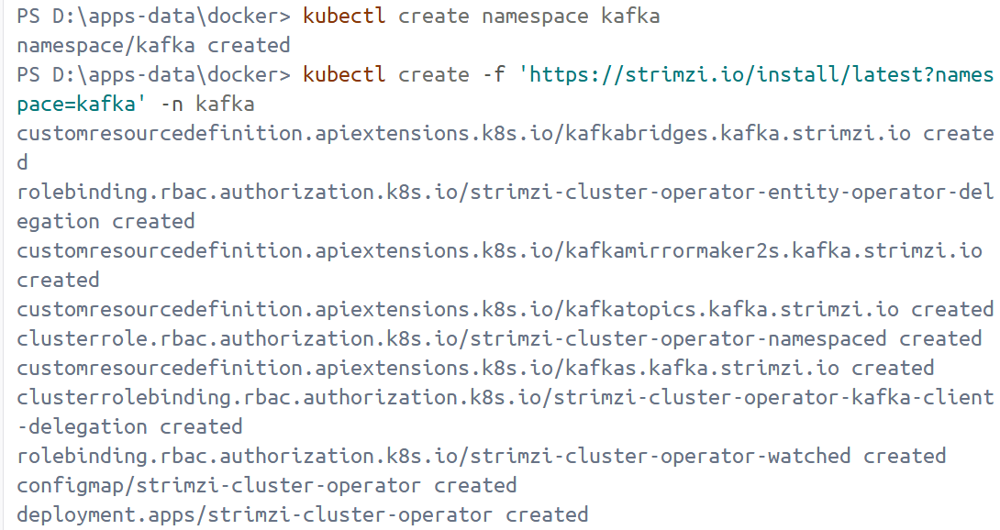 PS D:\apps-data\docker> kubectl create namespace kafka
namespace/kafka created
PS D:\apps-data\docker> kubectl create -f 'https://strimzi.io/install/latest?names
pace=kafka' -n kafka
customresourcedefinition.apiextensions.k8s.io/kafkabridges.kafka.strimzi.io create
d
rolebinding.rbac.authorization.k8s.io/strimzi-cluster-operator-entity-operator-del
egation created
customresourcedefinition.apiextensions.k8s.io/kafkamirrormaker2s.kafka.strimzi.io
created
customresourcedefinition.apiextensions.k8s.io/kafkatopics.kafka.strimzi.io created
clusterrole.rbac.authorization.k8s.io/strimzi-cluster-operator-namespaced created
customresourcedefinition.apiextensions.k8s.io/kafkas.kafka.strimzi.io created
clusterrolebinding.rbac.authorization.k8s.io/strimzi-cluster-operator-kafka-client
-delegation created
rolebinding.rbac.authorization.k8s.io/strimzi-cluster-operator-watched created
configmap/strimzi-cluster-operator created
deployment.apps/strimzi-cluster-operator created